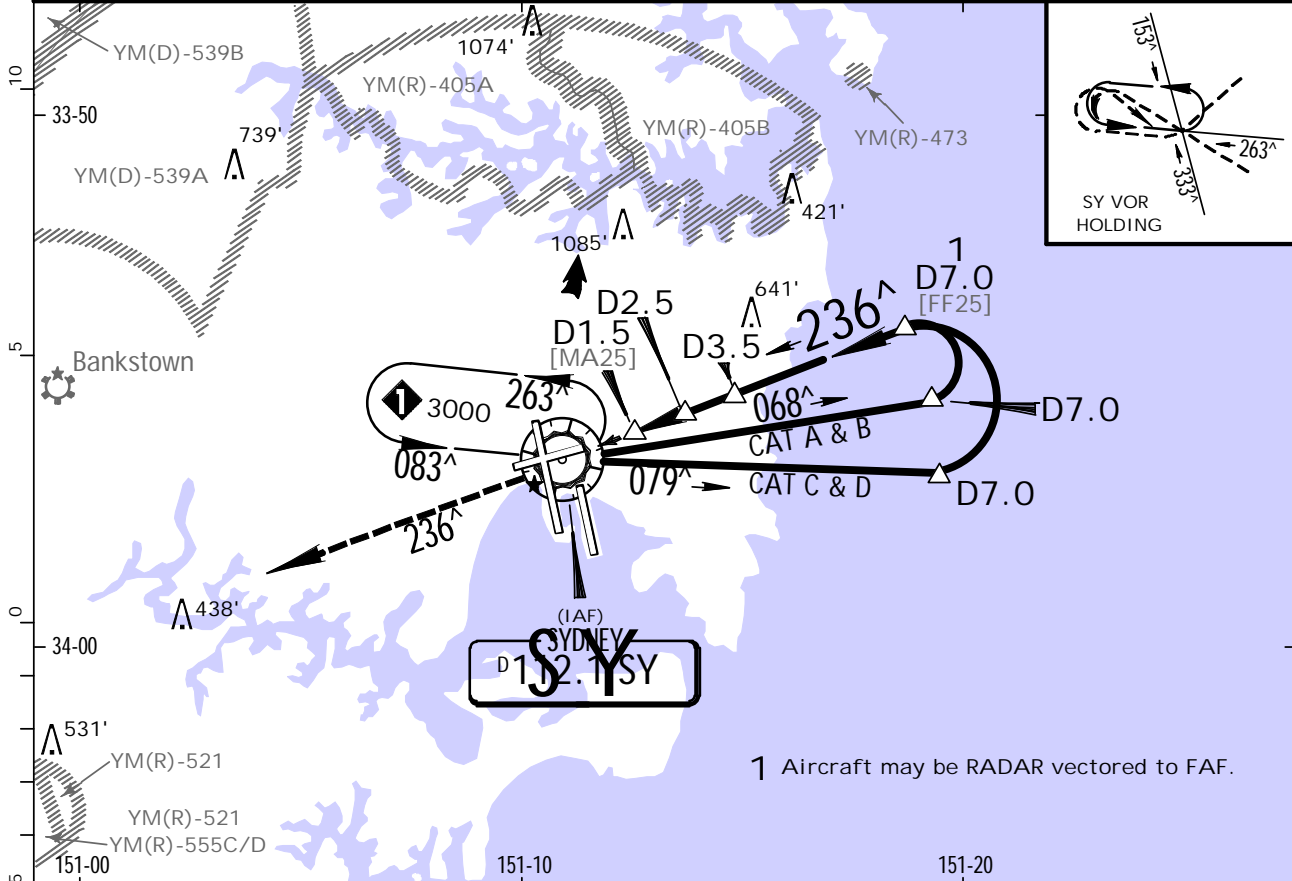 YM(D)-539B
1074'
10
YM(R)-405A
33-50
YM(R)-405B
YM(R)-473
739'
YM(D)-539A
421'
1085'
153^
263^
333^
SY VOR
HOLDING
1
D7.0
[FF25]
641'
236^
D2.5
D1.5
[MA25]
D3.5
5
Bankstown
1 3000
263^
068^
D7.0
CAT A & B
083^
079^
CAT C & D
D7.0
236^
438'
0
34-00
(IAF)
SYDNEY
D 112.1 SY
SY
531'
YM(R)-521
1 Aircraft may be RADAR vectored to FAF.
YM(R)-521
YM(R)-555C/D
5
151-00
151-10
151-20